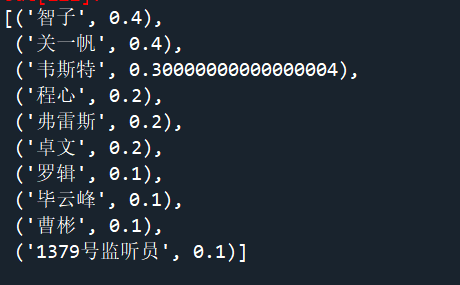 [('智子', 0.4),
('关一帆', 0.4),
('韦斯特', 0.30000000000000004),
('程心', 0.2),
('弗雷斯', 0.2),
('卓文', 0.2),
('罗辑', 0.1),
('毕云峰', 0.1),
('曹彬', 0.1),
('1379号监听员', 0.1)]